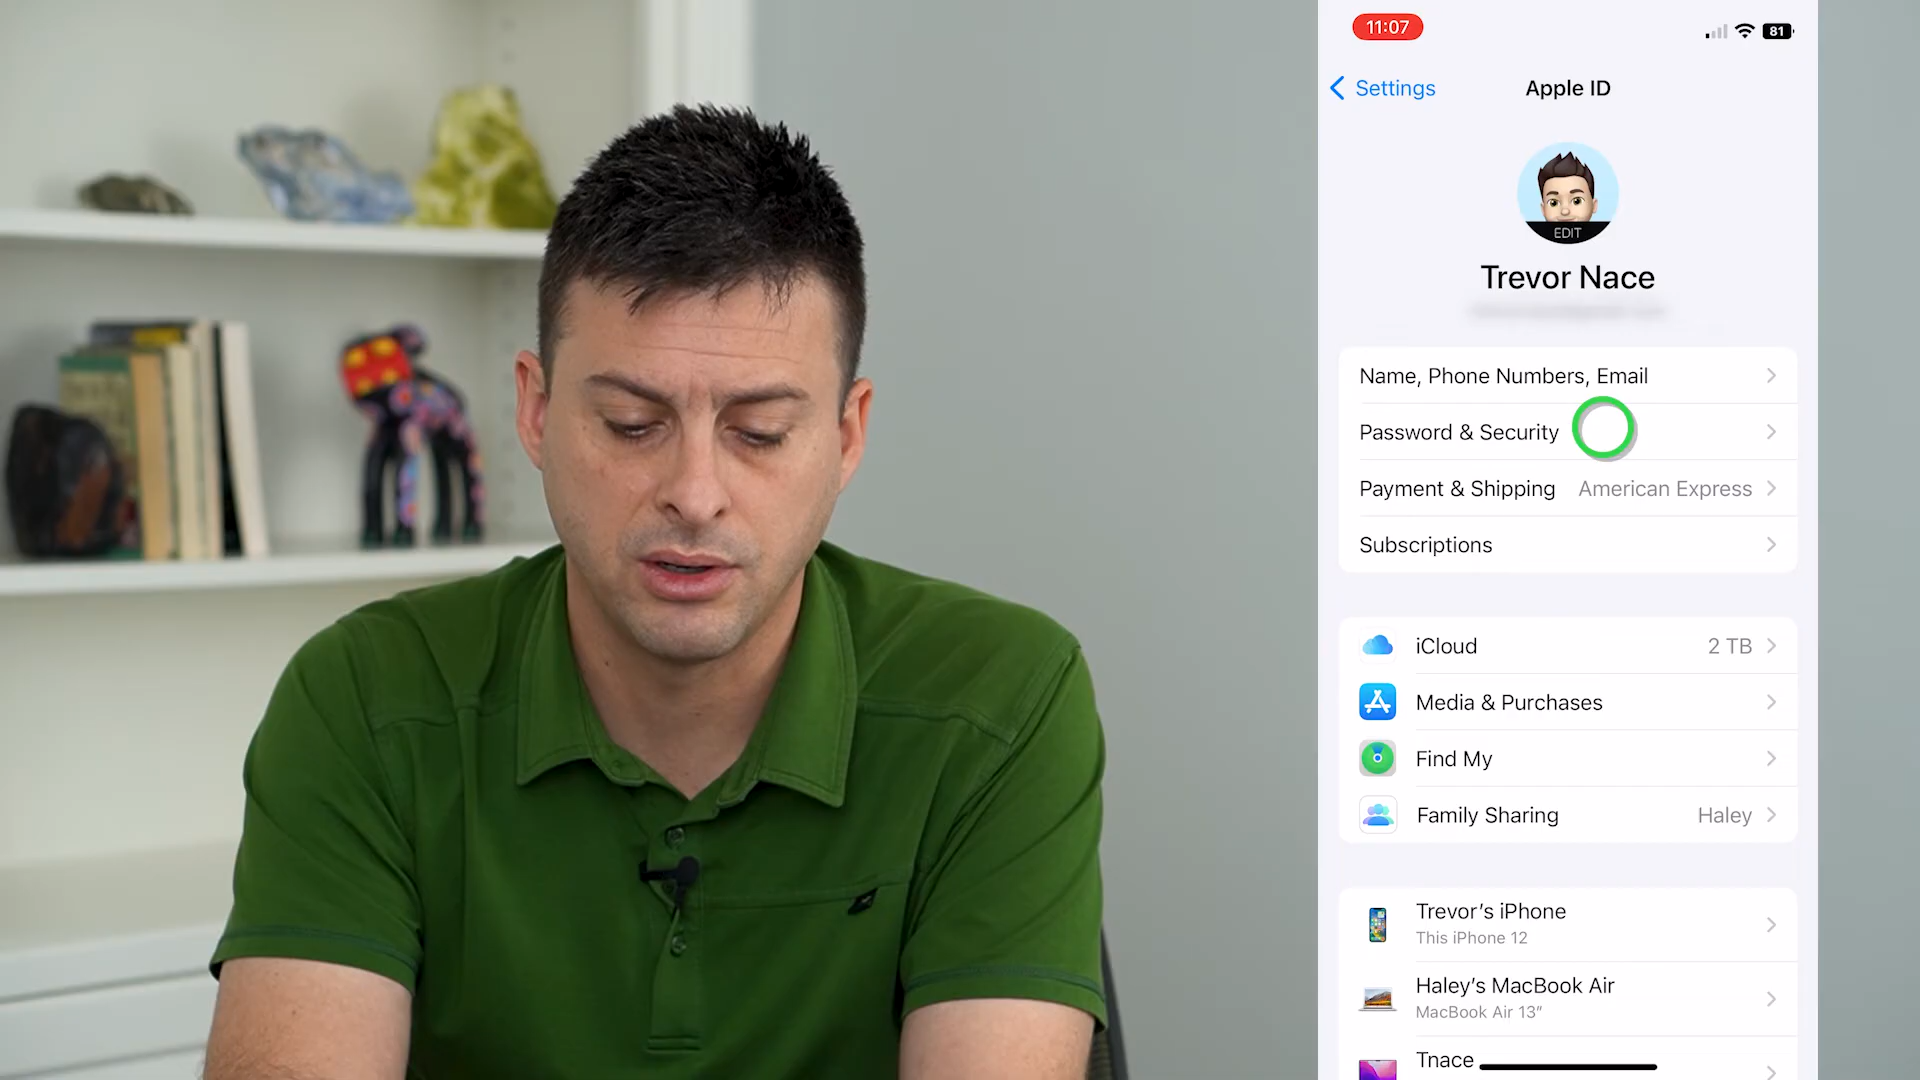 11:07
81
Settings
Apple ID
EDIT
Trevor Nace
Name, Phone Numbers, Email
Password & Security
Payment & Shipping American Express
Subscriptions
iCloud 2 TB
Media & Purchases
Find My
Family Sharing Haley
Trevor’s iPhone
This iPhone 12
Haley’s MacBook Air
MacBook Air 13”
Tnace